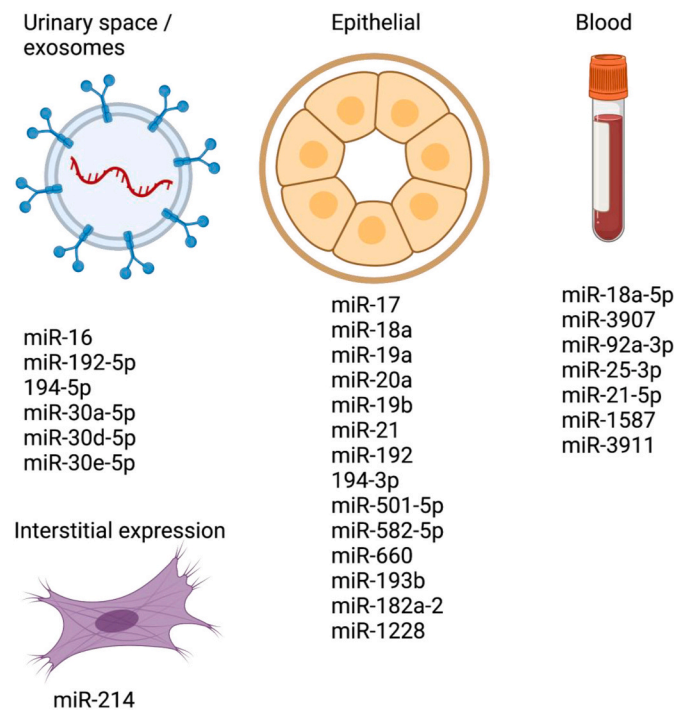 Urinary space /
exosomes
miR-16
miR-192-5p
194-5p
miR-30a-5p
miR-30d-5p
miR-30e-5p
Interstitial expression
miR-214
Epithelial
miR-17
miR-18a
miR-19a
miR-20a
miR-19b
miR-21
miR-192
194-3p
miR-501-5p
miR-582-5p
miR-660
miR-193b
miR-182a-2
miR-1228
Blood
miR-18a-5p
miR-3907
miR-92a-3p
miR-25-3p
miR-21-5p
miR-1587
miR-3911